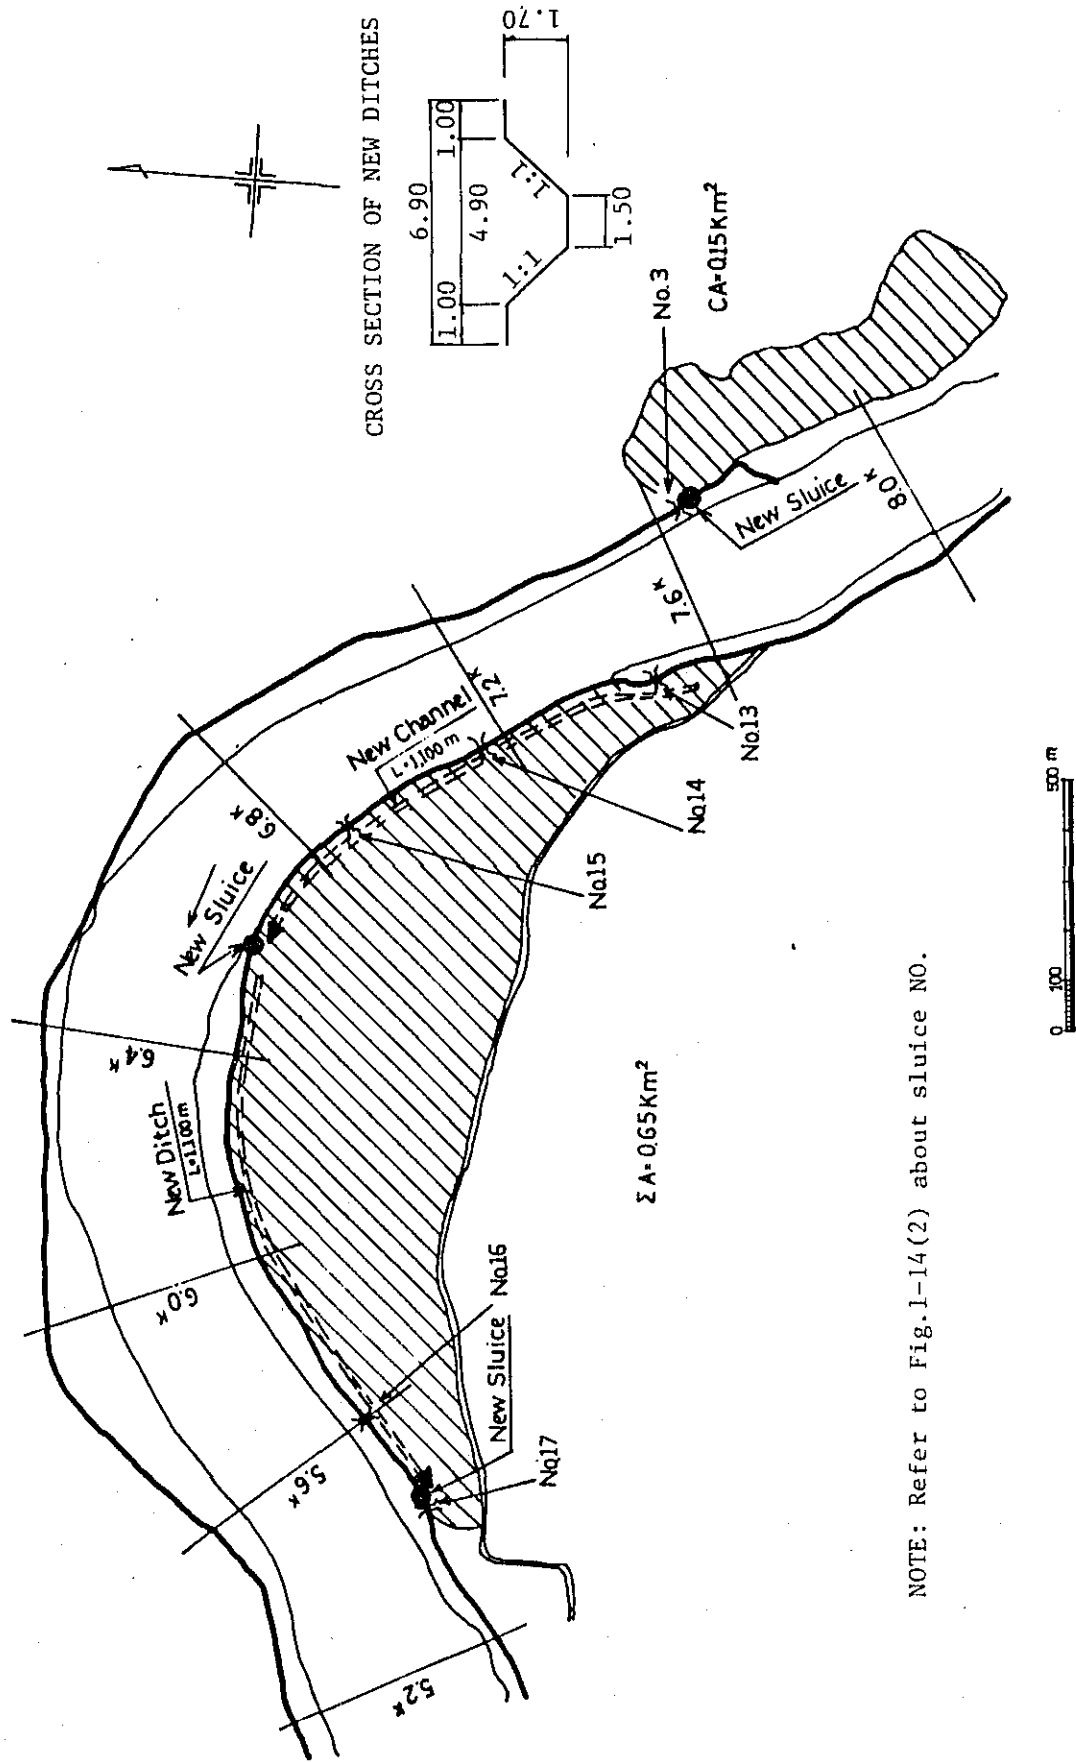 CROSS SECTION OF NEW DITCHES
6.90
1.00
4.90
1.00
1:1
1:1
1.50
1.70
No.3
CA=0.15Km²
New Sluice
8.0ᴷ
7.6ᴷ
7.2ᴷ
New Channel
L=1,100m
6.8ᴷ
New Sluice
6.4ᴷ
New Ditch
L=1,100m
6.0ᴷ
5.6ᴷ
5.2ᴷ
No.13
No.14
No.15
No.16
New Sluice
No.17
ΣA=0.65Km²
0
100
500 m
NOTE: Refer to Fig.1-14(2) about sluice NO.